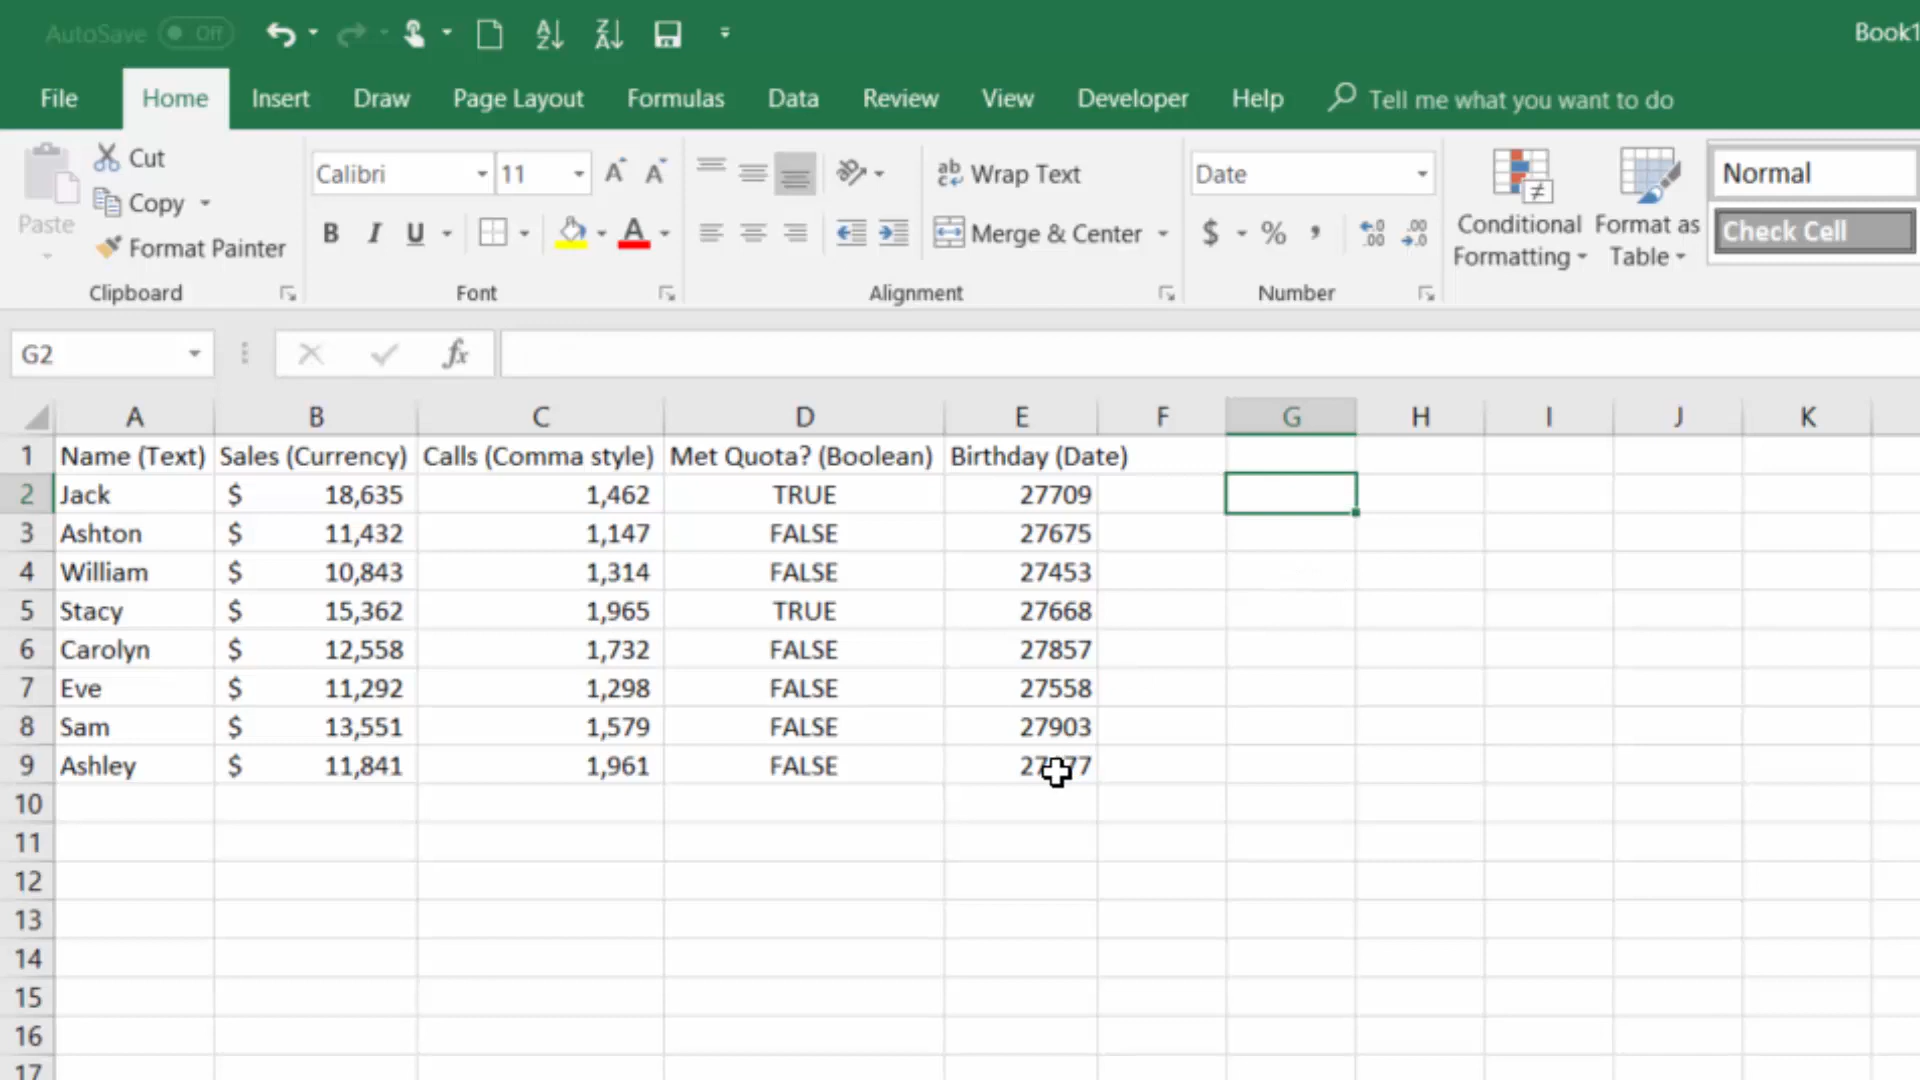 AutoSave Off Book1
File Home Insert Draw Page Layout Formulas Data Review View Developer Help Tell me what you want to do
Paste Cut Copy Format Painter Clipboard
Calibri 11 B I U A Font
ab Wrap Text Merge & Center Alignment
Date $ % , Number
Conditional Formatting Format as Table Normal Check Cell
G2 fx
A B C D E F G H I J K
1 Name (Text) Sales (Currency) Calls (Comma style) Met Quota? (Boolean) Birthday (Date)
2 Jack $ 18,635 1,462 TRUE 27709
3 Ashton $ 11,432 1,147 FALSE 27675
4 William $ 10,843 1,314 FALSE 27453
5 Stacy $ 15,362 1,965 TRUE 27668
6 Carolyn $ 12,558 1,732 FALSE 27857
7 Eve $ 11,292 1,298 FALSE 27558
8 Sam $ 13,551 1,579 FALSE 27903
9 Ashley $ 11,841 1,961 FALSE
10
11
12
13
14
15
16
17